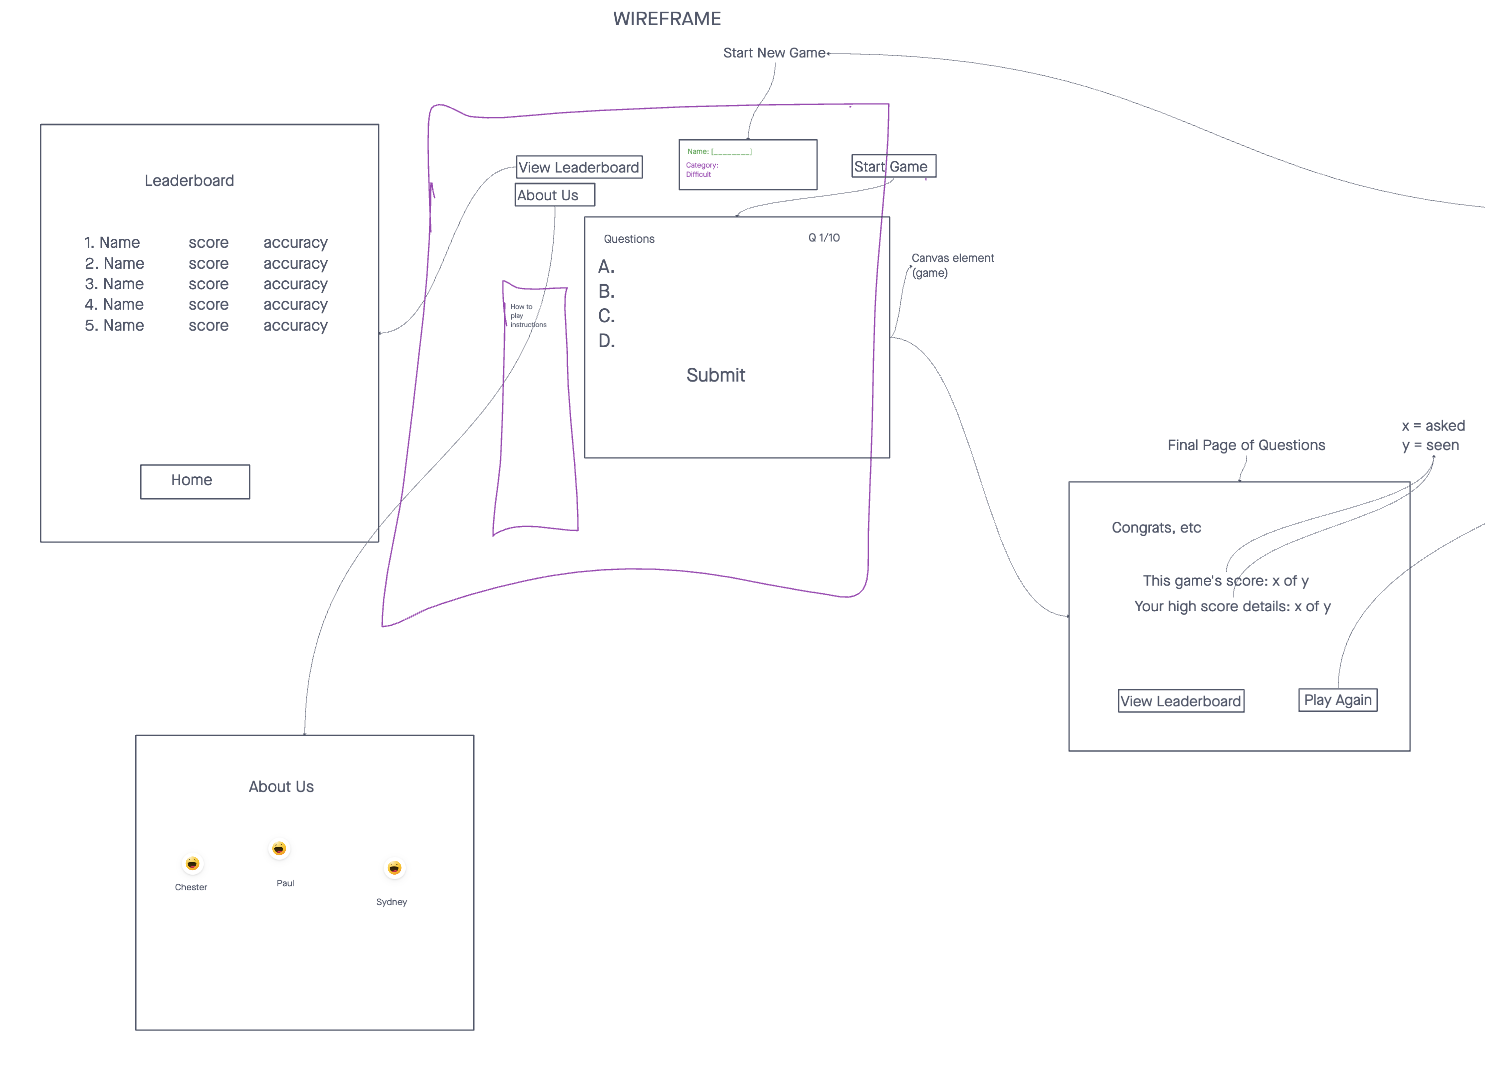 WIREFRAME
Start New Game
Leaderboard
1. Name score accuracy
2. Name score accuracy
3. Name score accuracy
4. Name score accuracy
5. Name score accuracy
Home
View Leaderboard
About Us
Name: [__________]
Category:
Difficult
Start Game
Questions Q 1/10
A.
B.
C.
D.
Submit
How to
play
instructions
Canvas element
(game)
Final Page of Questions
x = asked
y = seen
Congrats, etc
This game's score: x of y
Your high score details: x of y
View Leaderboard
Play Again
About Us
Chester
Paul
Sydney